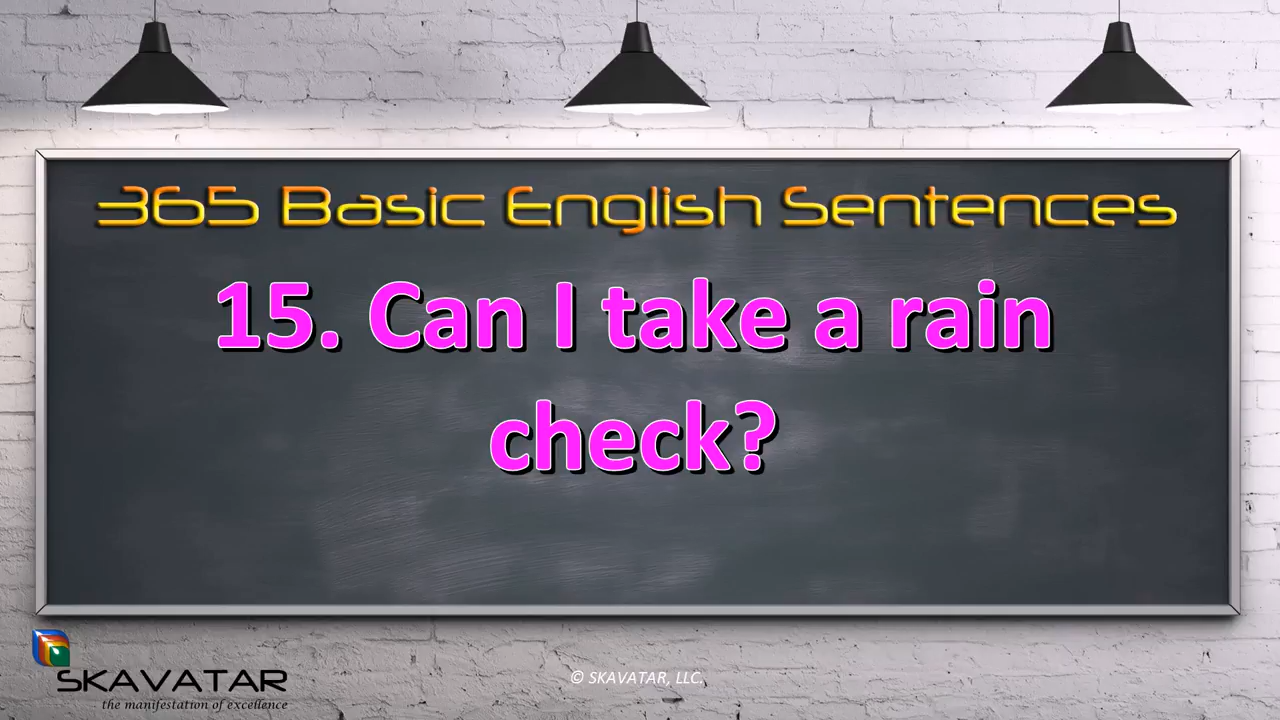 365 Basic English Sentences
15. Can I take a rain
check?
SKAVATAR
the manifestation of excellence
© SKAVATAR, LLC.